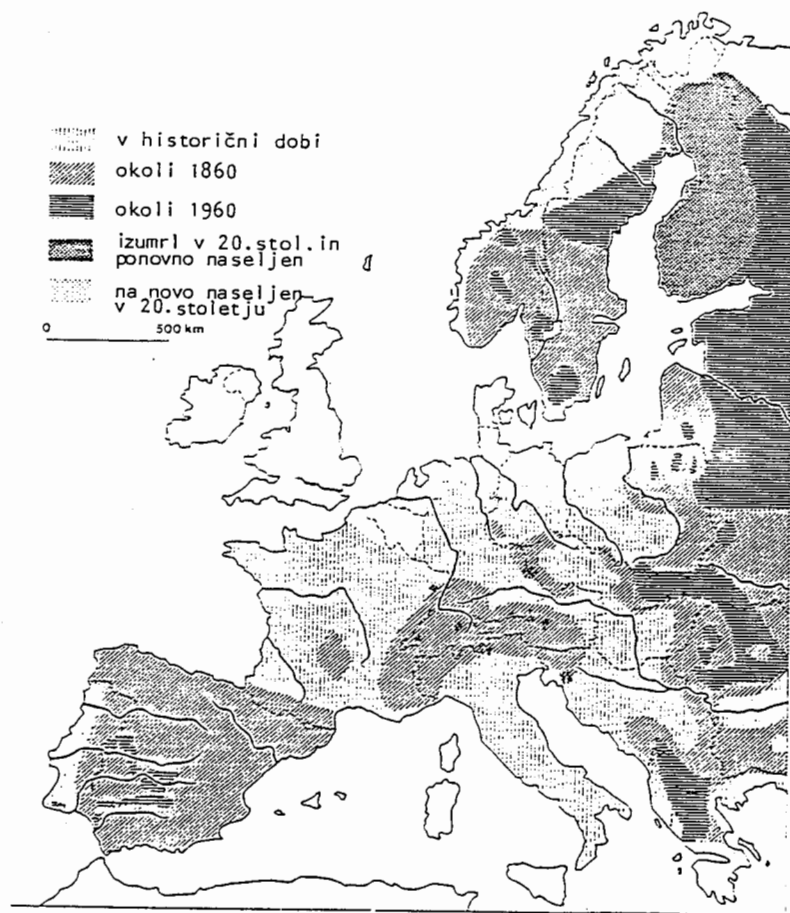 v historični dobi
okoli 1860
okoli 1960
izumrl v 20.stol.in
ponovno naseljen
na novo naseljen
v 20.stoletju
0 500 km